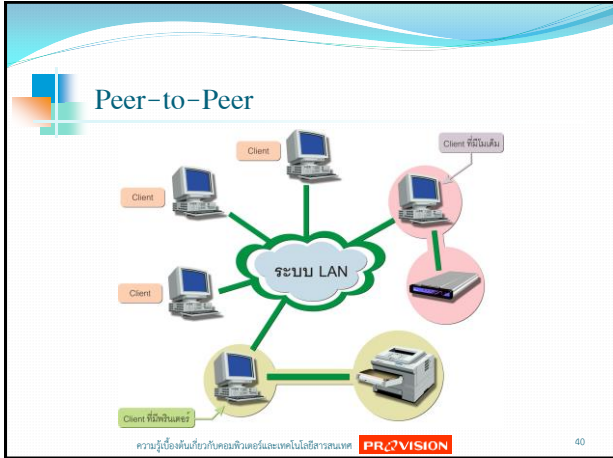 Peer-to-Peer
Client
Client ที่มีโมเด็ม
Client
ระบบ LAN
Client
Client ที่มีพรินเตอร์
ความรู้เบื้องต้นเกี่ยวกับคอมพิวเตอร์และเทคโนโลยีสารสนเทศ PROVISION 40